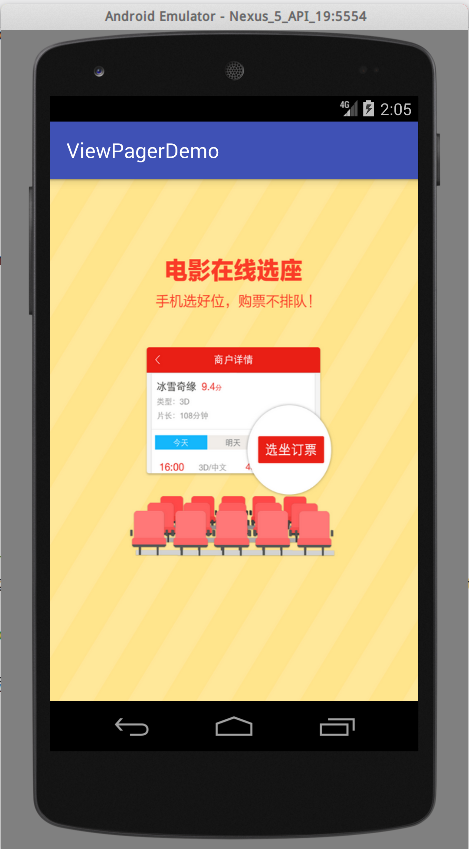 Android Emulator - Nexus_5_API_19:5554
4G 2:05
ViewPagerDemo
电影在线选座
手机选好位，购票不排队！
商户详情
冰雪奇缘 9.4分
类型：3D
片长：108分钟
今天 明天
选坐订票
16:00 3D/中文 4